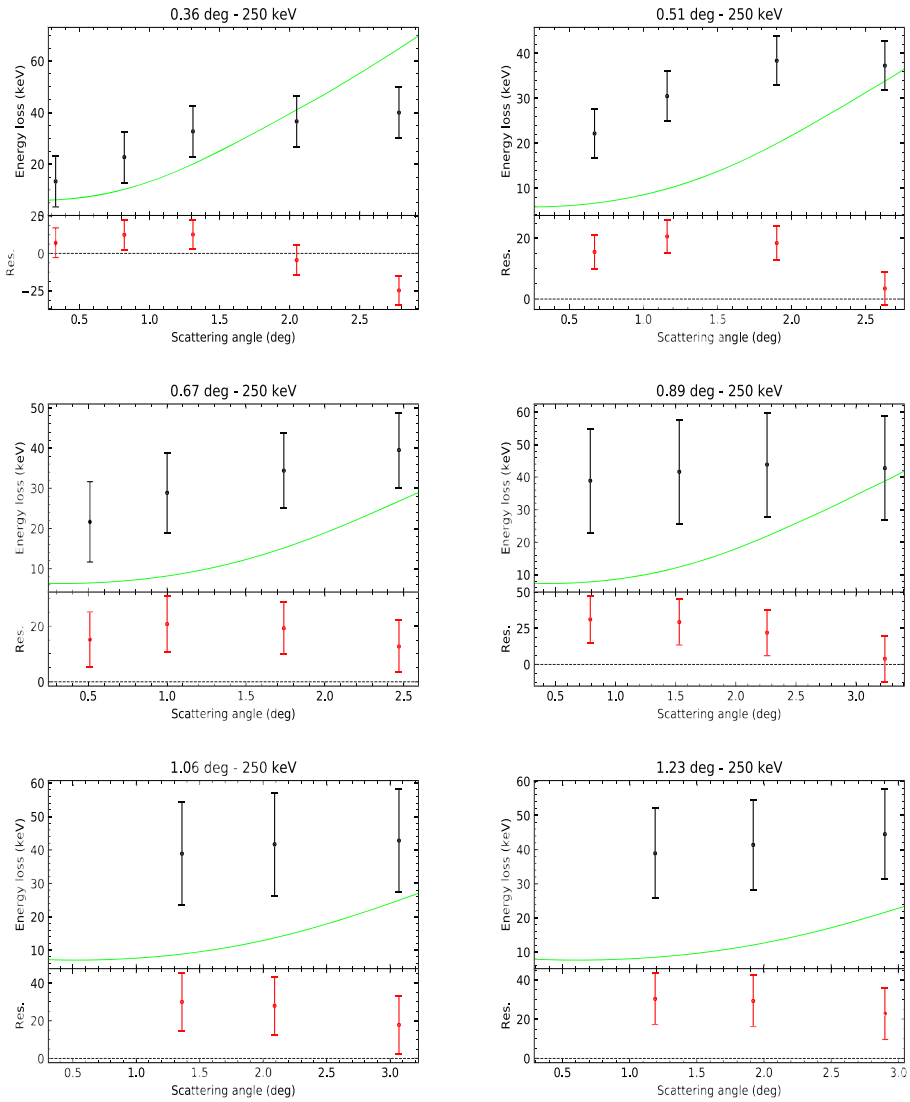 0.36 deg - 250 keV
Energy loss (keV)
60
40
20
Res.
25
0
−25
0.5 1.0 1.5 2.0 2.5 3.0
Scattering angle (deg)
0.51 deg - 250 keV
Energy loss (keV)
40
30
20
10
Res.
20
0
0.5 1.0 1.5 2.0 2.5
Scattering angle (deg)
0.67 deg - 250 keV
Energy loss (keV)
50
40
30
20
10
Res.
20
0
0.5 1.0 1.5 2.0 2.5
Scattering angle (deg)
0.89 deg - 250 keV
Energy loss (keV)
60
50
40
30
20
10
Res.
50
25
0
0.5 1.0 1.5 2.0 2.5 3.0
Scattering angle (deg)
1.06 deg - 250 keV
Energy loss (keV)
60
50
40
30
20
10
Res.
40
20
0
0.5 1.0 1.5 2.0 2.5 3.0
Scattering angle (deg)
1.23 deg - 250 keV
Energy loss (keV)
60
50
40
30
20
10
Res.
40
20
0
0.5 1.0 1.5 2.0 2.5 3.0
Scattering angle (deg)